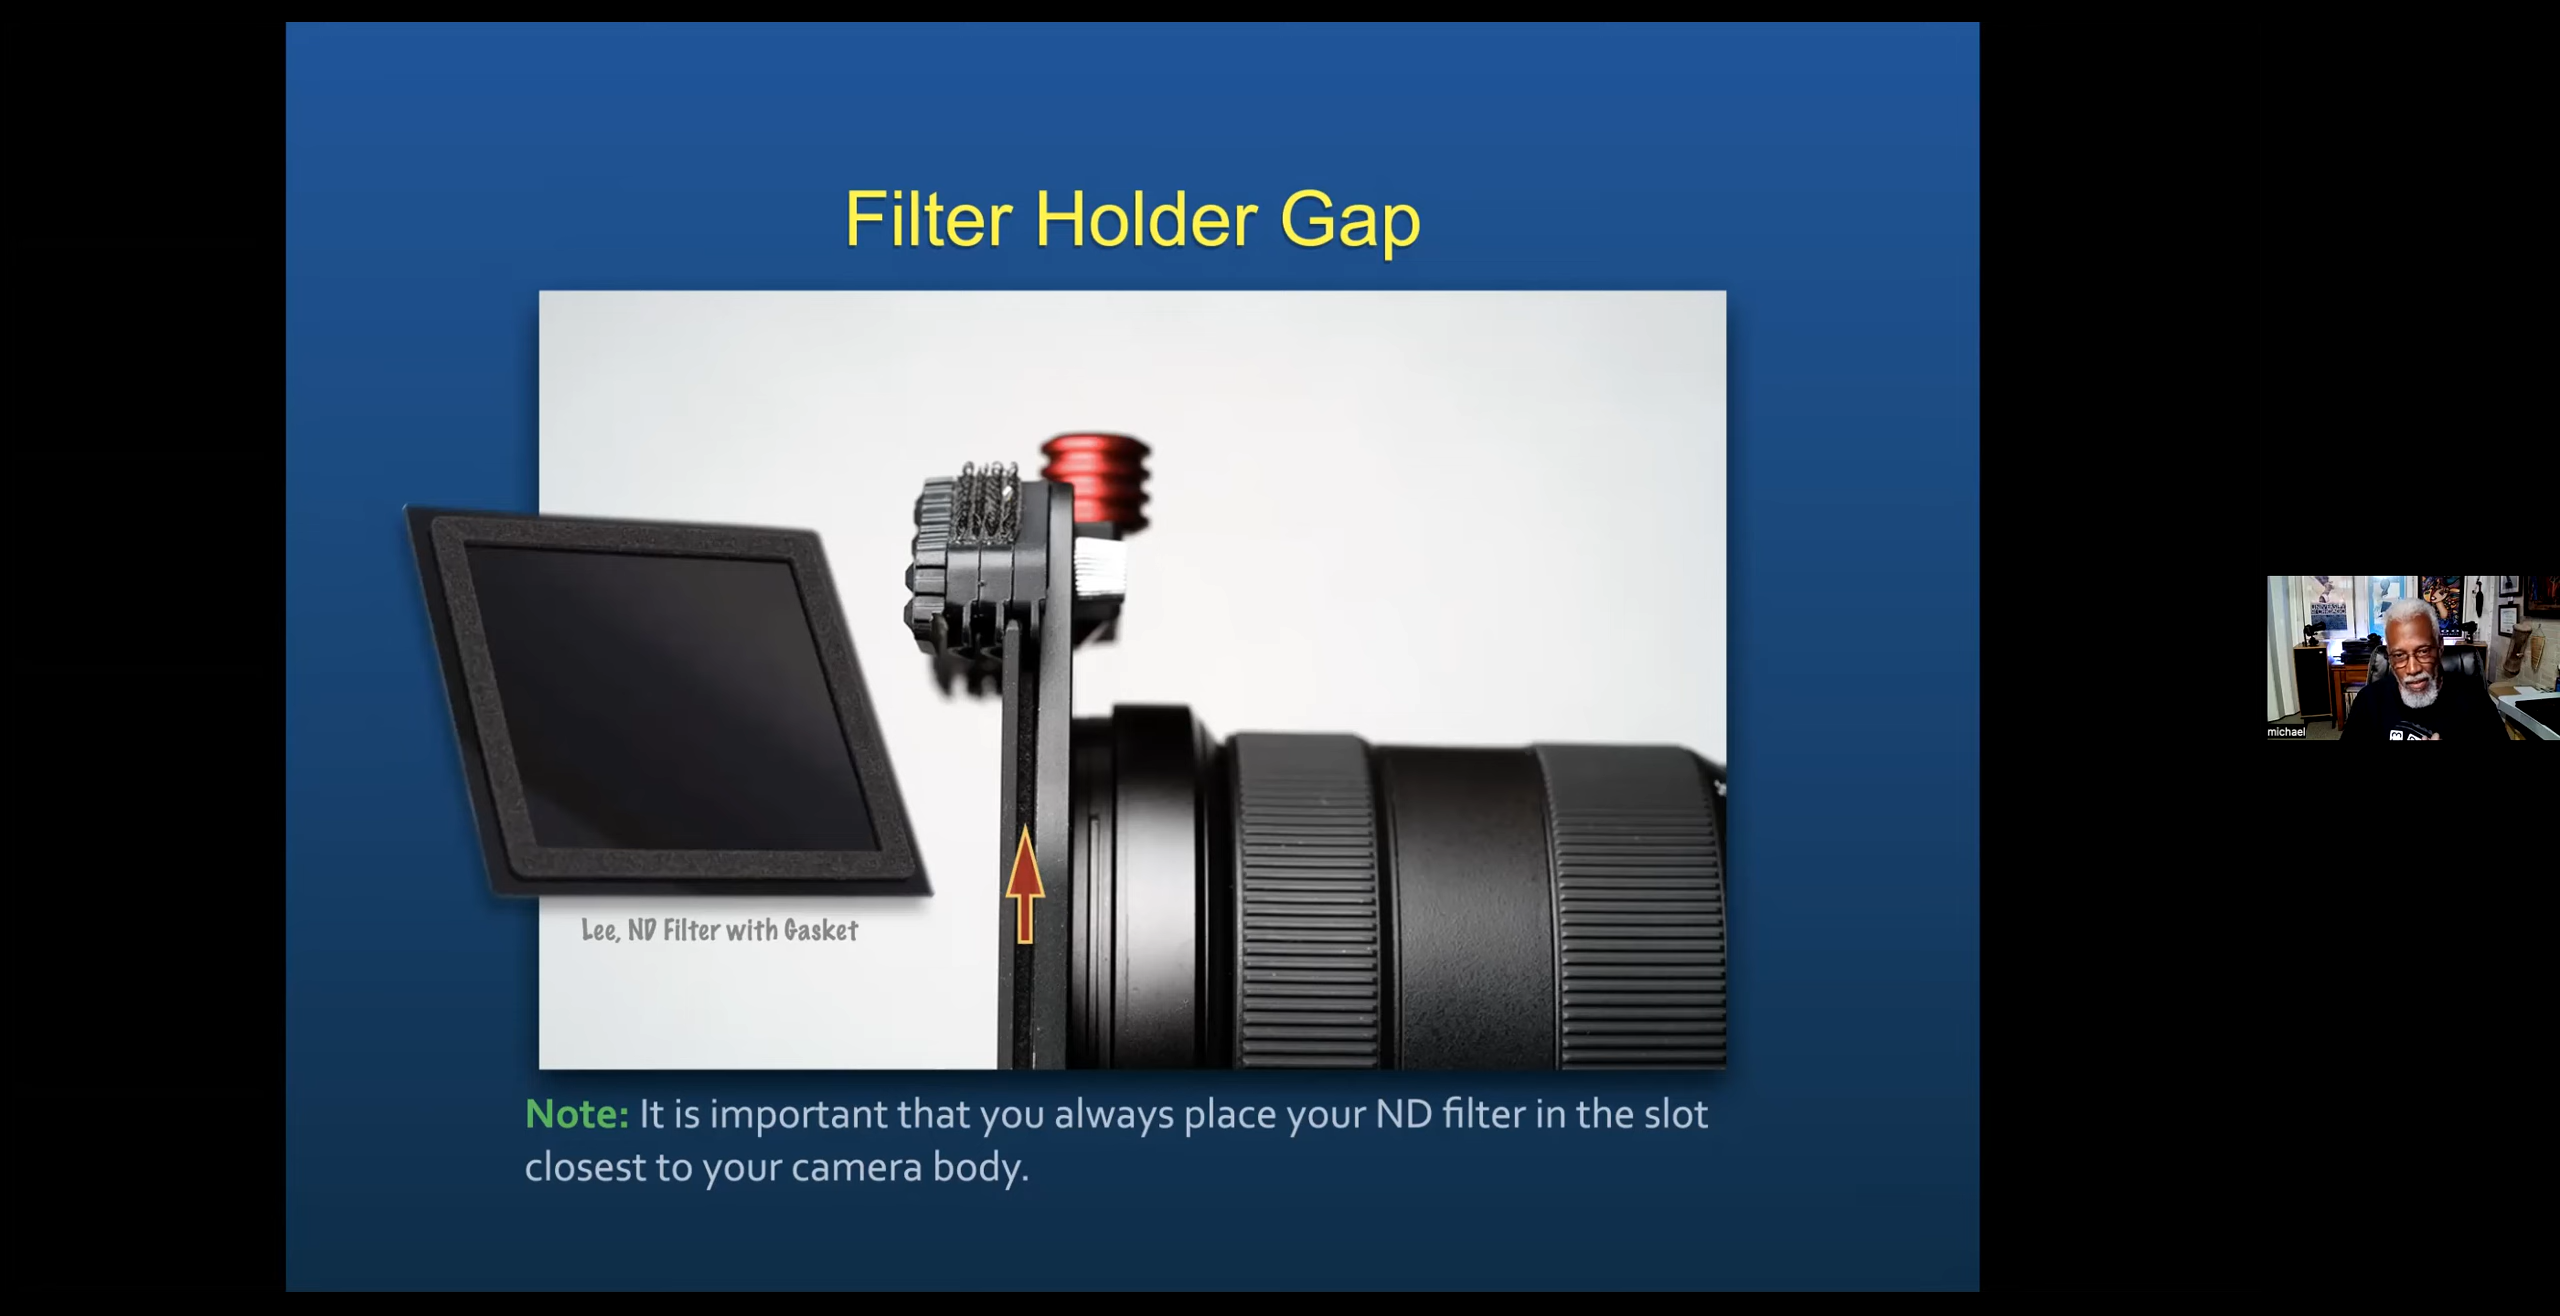 Filter Holder Gap
Lee, ND Filter with Gasket
Note: It is important that you always place your ND filter in the slot
closest to your camera body.
michael